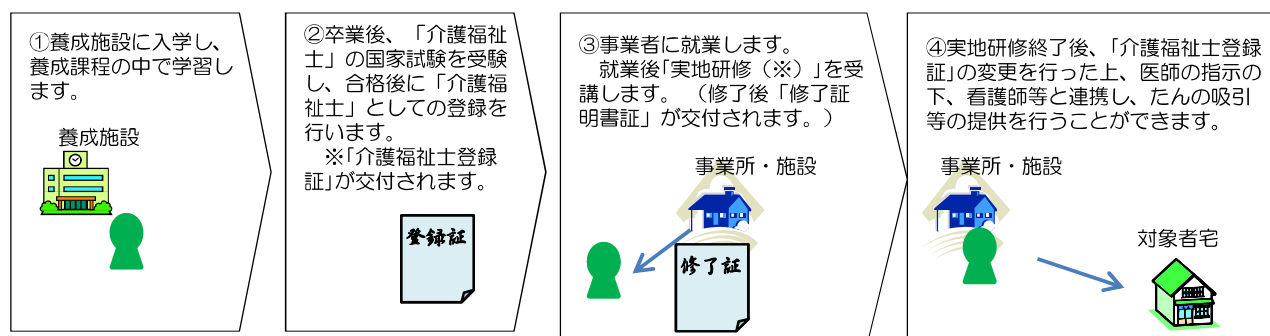 ①養成施設に入学し、
養成課程の中で学習し
ます。
養成施設
②卒業後、「介護福祉
士」の国家試験を受験
し、合格後に「介護福
祉士」としての登録を
行います。
※「介護福祉士登録
証」が交付されます。
登録証
③事業者に就業します。
就業後「実地研修（※）」を受
講します。（修了後「修了証
明書証」が交付されます。）
事業所・施設
修了証
④実地研修終了後、「介護福祉士登録
証」の変更を行った上、医師の指示の
下、看護師等と連携し、たんの吸引
等の提供を行うことができます。
事業所・施設
対象者宅